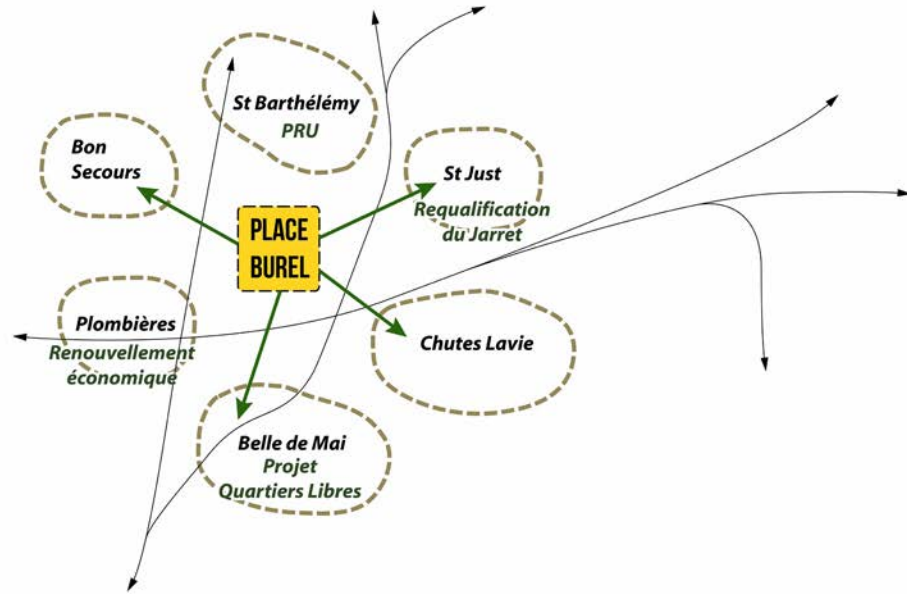 St Barthélémy
PRU
Bon
Secours
St Just
Requalification
du Jarret
PLACE
BUREL
Plombières
Renouvellement
économique
Chutes Lavie
Belle de Mai
Projet
Quartiers Libres